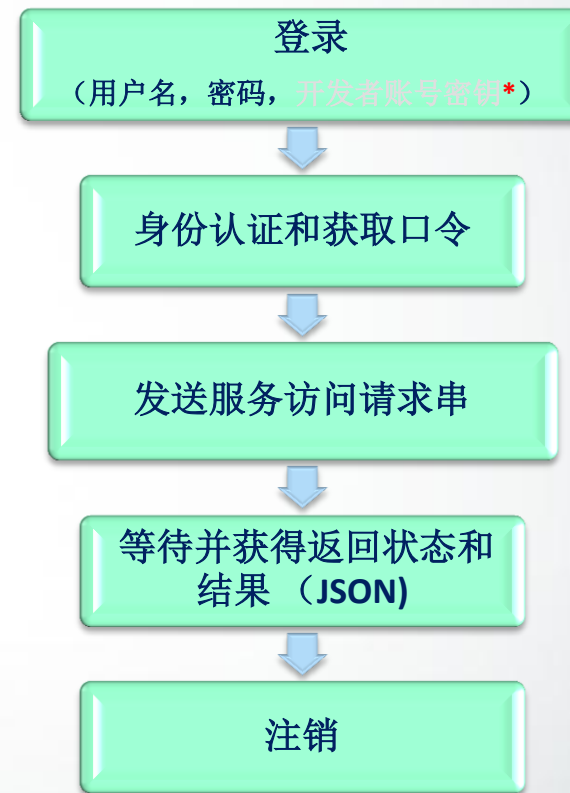 登录
（用户名，密码，开发者账号密钥*）
身份认证和获取口令
发送服务访问请求串
等待并获得返回状态和
结果 （JSON)
注销